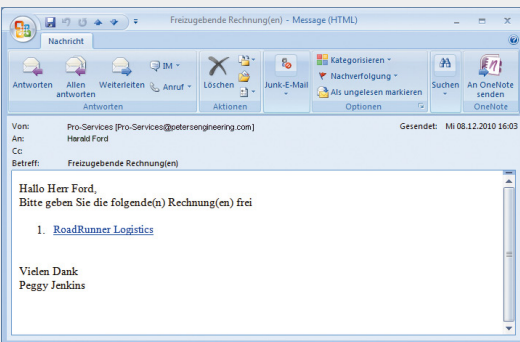 Freizugebende Rechnung(en) - Message (HTML)
Nachricht
Antworten
Allen antworten
Weiterleiten
IM
Anruf
Antworten
Löschen
Aktionen
Junk-E-Mail
Kategorisieren
Nachverfolgung
Als ungelesen markieren
Optionen
Suchen
An OneNote senden
OneNote
Von: Pro-Services [Pro-Services@petersengineering.com] Gesendet: Mi 08.12.2010 16:03
An: Harald Ford
Cc:
Betreff: Freizugebende Rechnung(en)
Hallo Herr Ford,
Bitte geben Sie die folgende(n) Rechnung(en) frei
1. RoadRunner Logistics
Vielen Dank
Peggy Jenkins